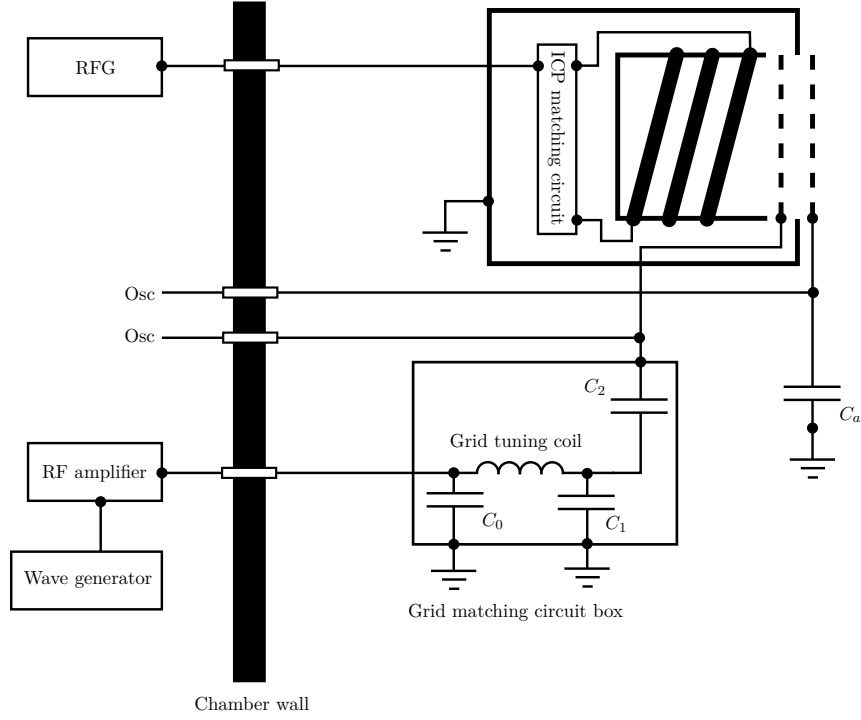 RFG
ICP matching circuit
Osc
Osc
C₂
Cₐ
Grid tuning coil
RF amplifier
C₀
C₁
Wave generator
Grid matching circuit box
Chamber wall